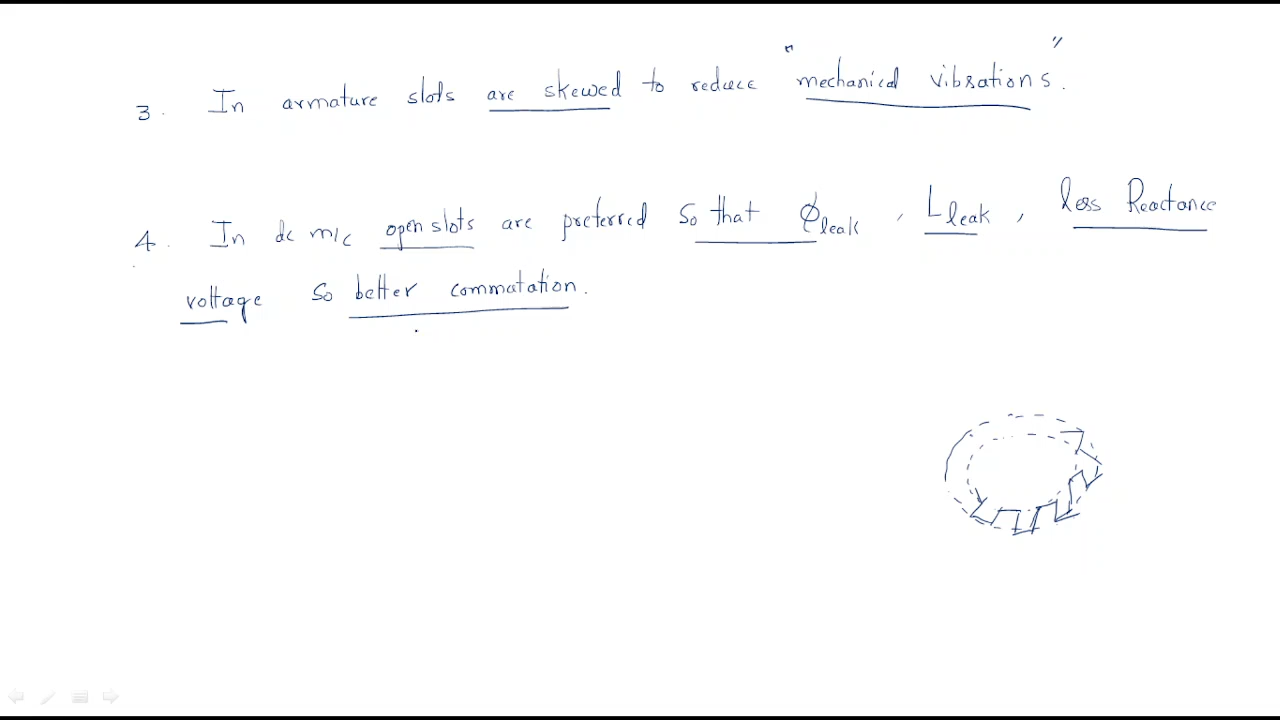 3. In armature slots are skewed to reduce "mechanical vibrations".
4. In dc m/c open slots are preferred so that ϕleak, Lleak, less Reactance
voltage so better commutation.